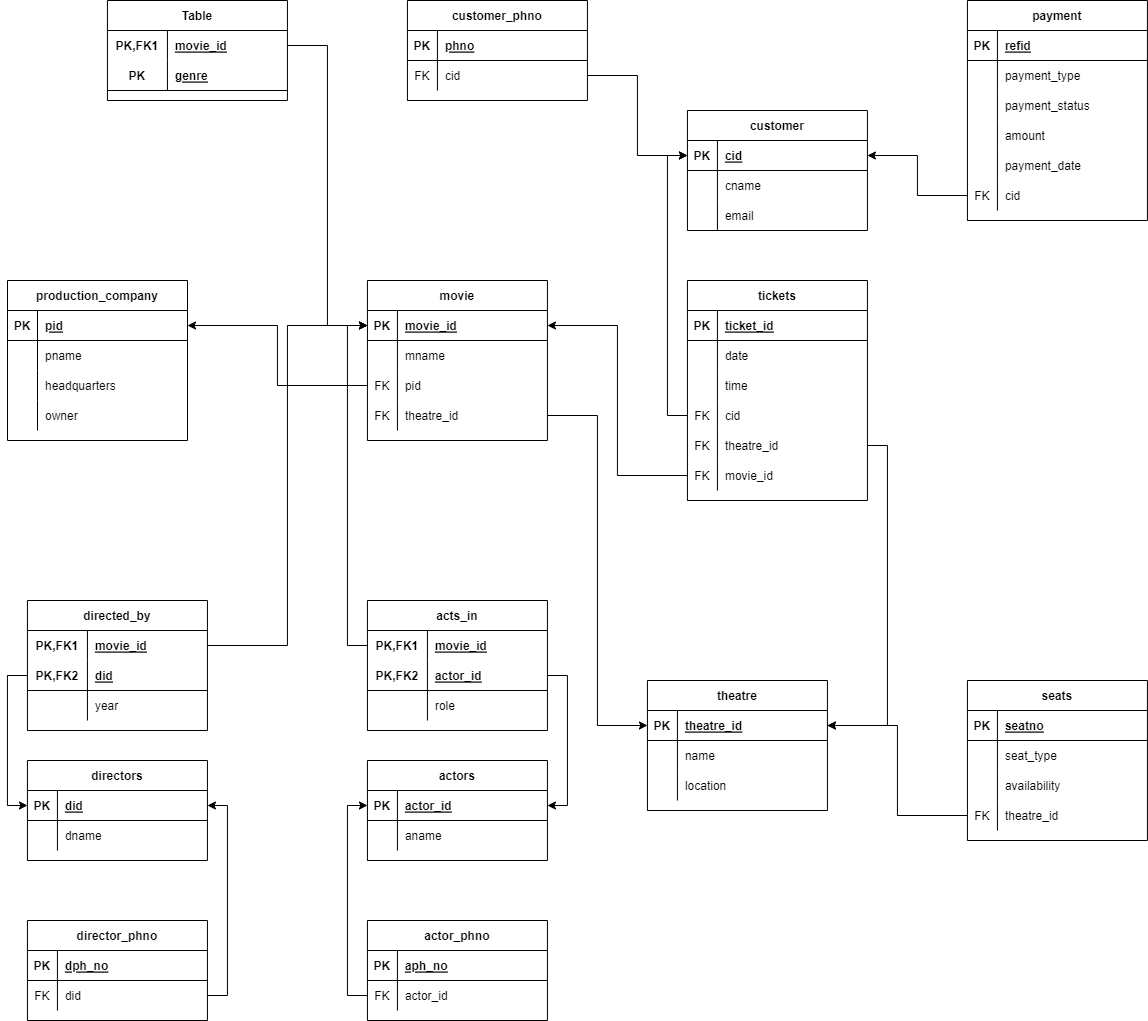 Table
PK,FK1 movie_id
PK genre
customer_phno
PK phno
FK cid
payment
PK refid
payment_type
payment_status
amount
payment_date
FK cid
customer
PK cid
cname
email
production_company
PK pid
pname
headquarters
owner
movie
PK movie_id
mname
FK pid
FK theatre_id
tickets
PK ticket_id
date
time
FK cid
FK theatre_id
FK movie_id
directed_by
PK,FK1 movie_id
PK,FK2 did
year
acts_in
PK,FK1 movie_id
PK,FK2 actor_id
role
theatre
PK theatre_id
name
location
seats
PK seatno
seat_type
availability
FK theatre_id
directors
PK did
dname
actors
PK actor_id
aname
director_phno
PK dph_no
FK did
actor_phno
PK aph_no
FK actor_id